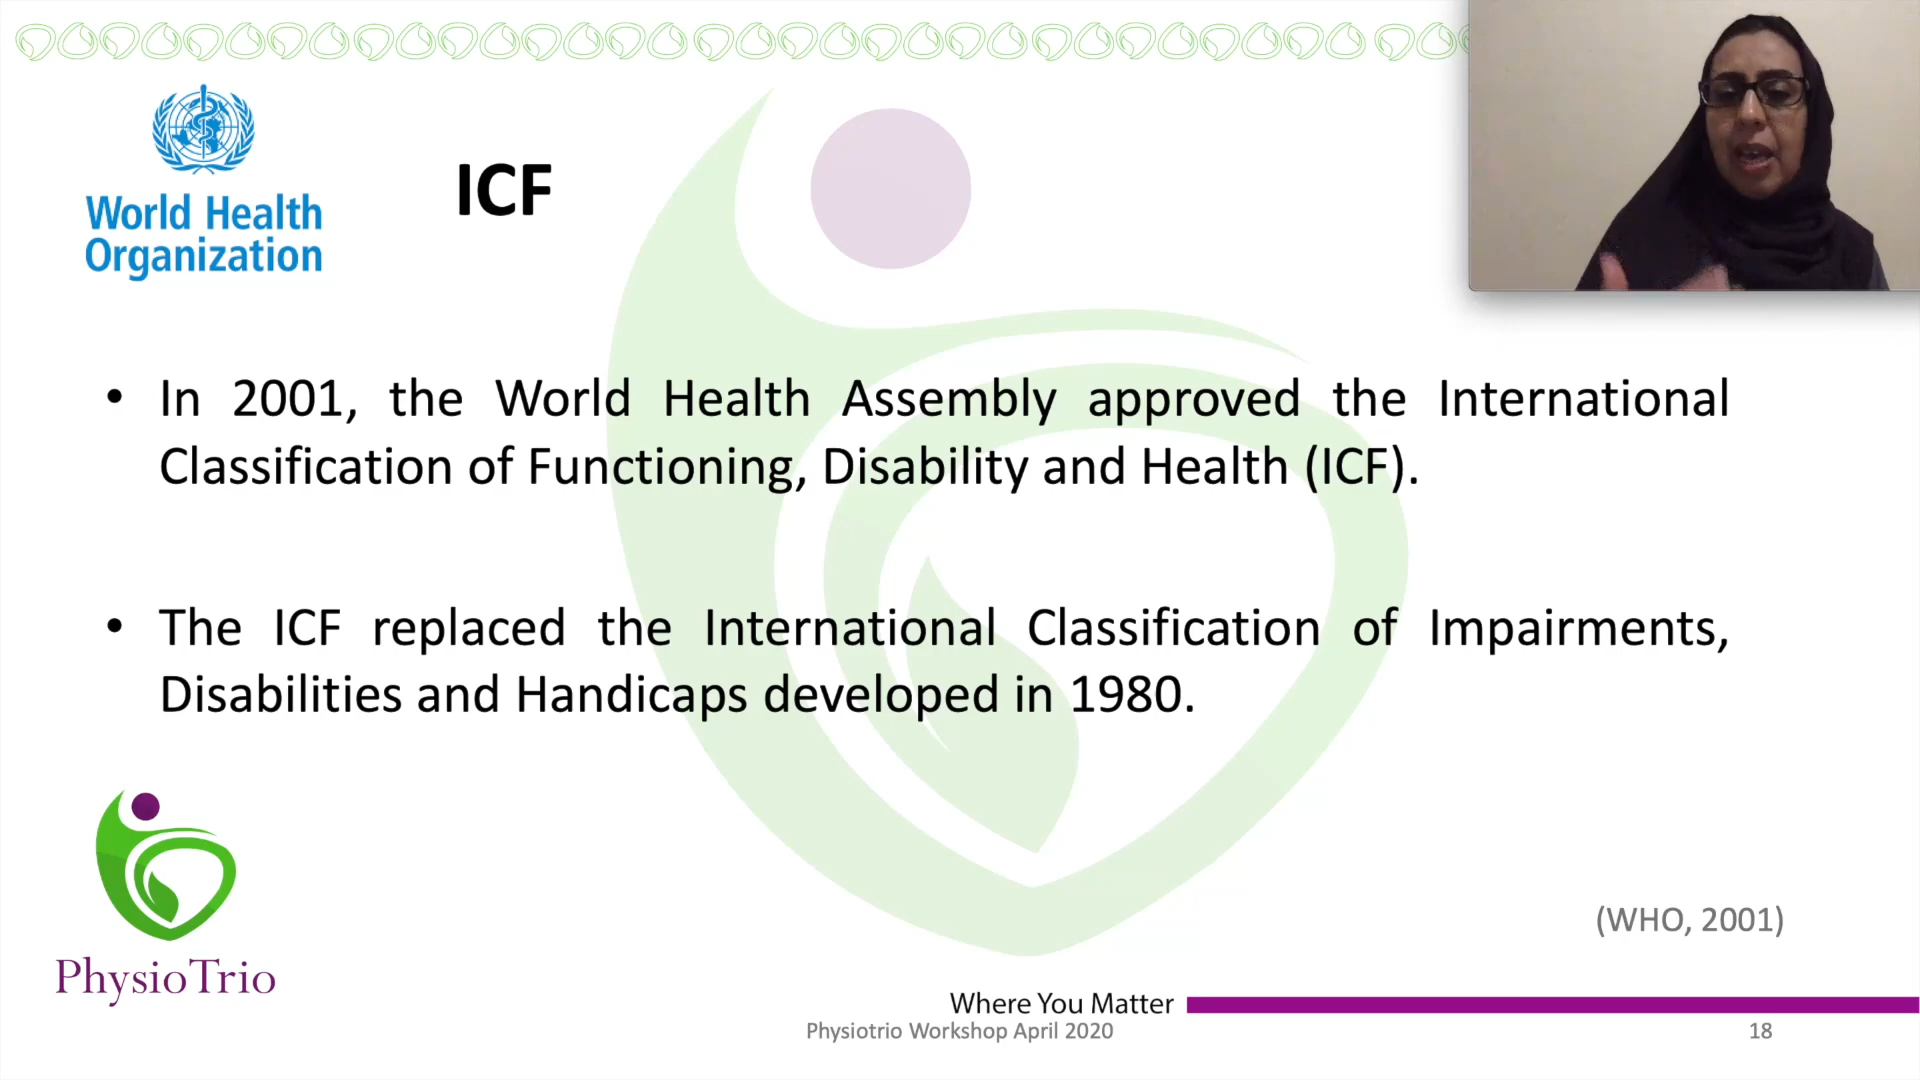 World Health
Organization
ICF
• In 2001, the World Health Assembly approved the International
Classification of Functioning, Disability and Health (ICF).
• The ICF replaced the International Classification of Impairments,
Disabilities and Handicaps developed in 1980.
(WHO, 2001)
PhysioTrio
Where You Matter
Physiotrio Workshop April 2020
18